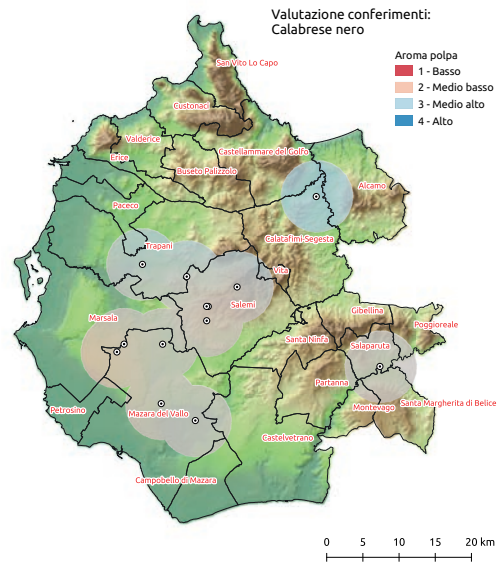 Valutazione conferimenti:
Calabrese nero
Aroma polpa
1 - Basso
2 - Medio basso
3 - Medio alto
4 - Alto
San Vito Lo Capo
Custonaci
Valderice
Erice
Castellammare del Golfo
Buseto Palizzolo
Alcamo
Paceco
Trapani
Calatafimi-Segesta
Vita
Salemi
Marsala
Gibellina
Poggioreale
Santa Ninfa
Salaparuta
Partanna
Petrosino
Mazara del Vallo
Montevago
Santa Margherita di Belice
Castelvetrano
Campobello di Mazara
0 5 10 15 20 km